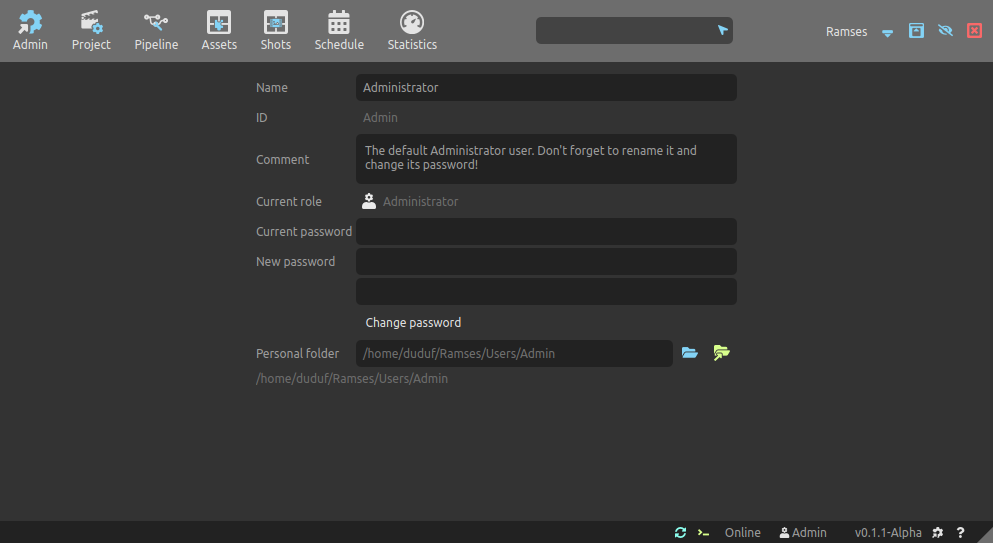 Admin Project Pipeline Assets Shots Schedule Statistics Ramses
Name Administrator
ID Admin
Comment The default Administrator user. Don't forget to rename it and
change its password!
Current role Administrator
Current password
New password
Change password
Personal folder /home/duduf/Ramses/Users/Admin
/home/duduf/Ramses/Users/Admin
Online Admin v0.1.1-Alpha ?